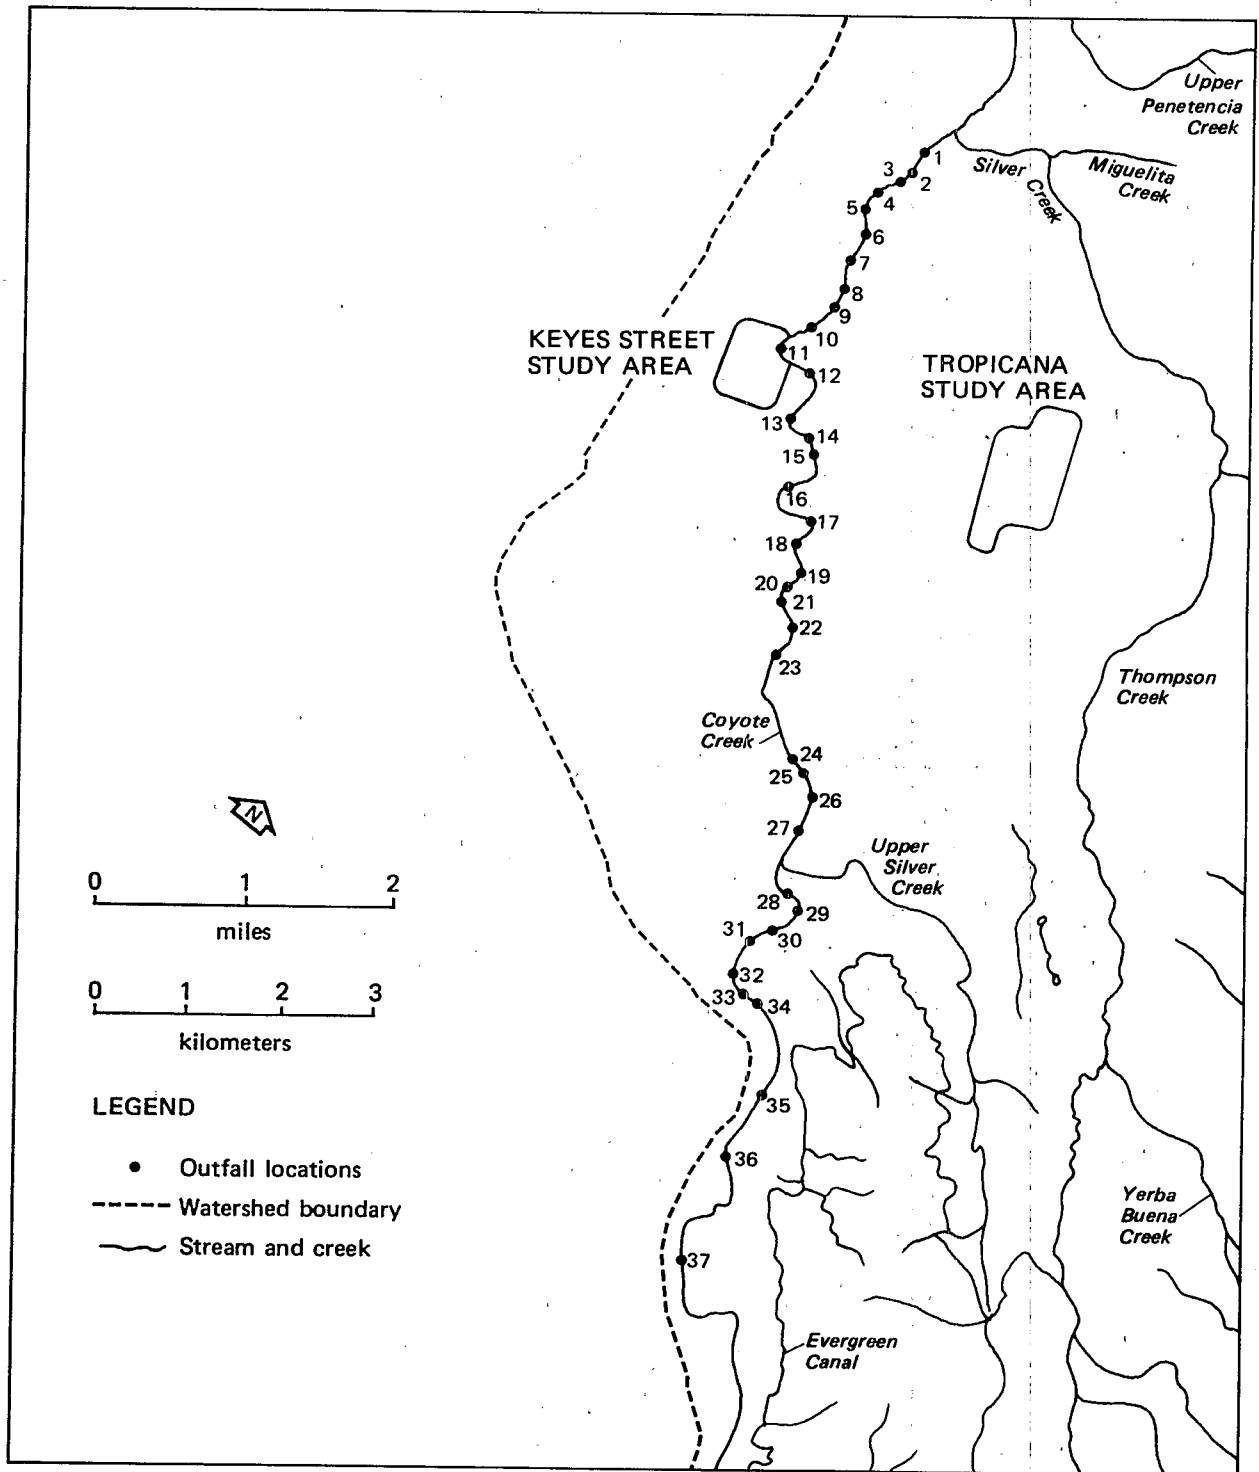 Upper
Penetencia
Creek
Silver Creek
Miguelita
Creek
1
2
3
4
5
6
7
8
9
10
11
12
KEYES STREET
STUDY AREA
TROPICANA
STUDY AREA
13
14
15
16
17
18
19
20
21
22
23
Thompson
Creek
Coyote
Creek
24
25
26
27
Upper
Silver
Creek
28
29
30
31
32
33
34
35
36
37
N
0 1 2
miles
0 1 2 3
kilometers
LEGEND
Outfall locations
Watershed boundary
Stream and creek
Yerba
Buena
Creek
Evergreen
Canal